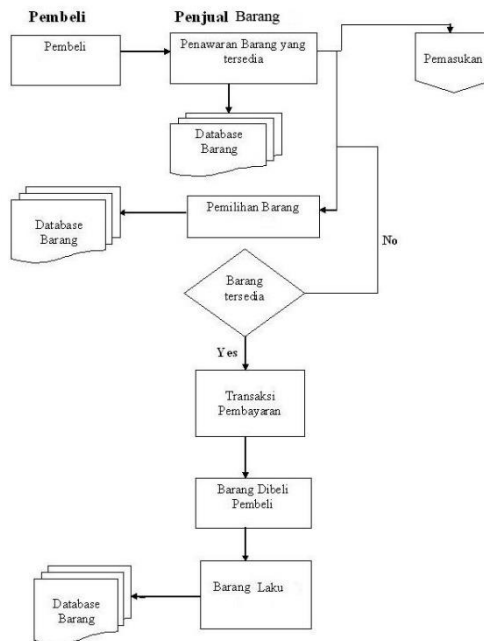 Pembeli
Penjual Barang
Pembeli
Penawaran Barang yang
tersedia
Pemasukan
Database
Barang
Pemilihan Barang
Database
Barang
No
Barang
tersedia
Yes
Transaksi
Pembayaran
Barang Dibeli
Pembeli
Barang Laku
Database
Barang